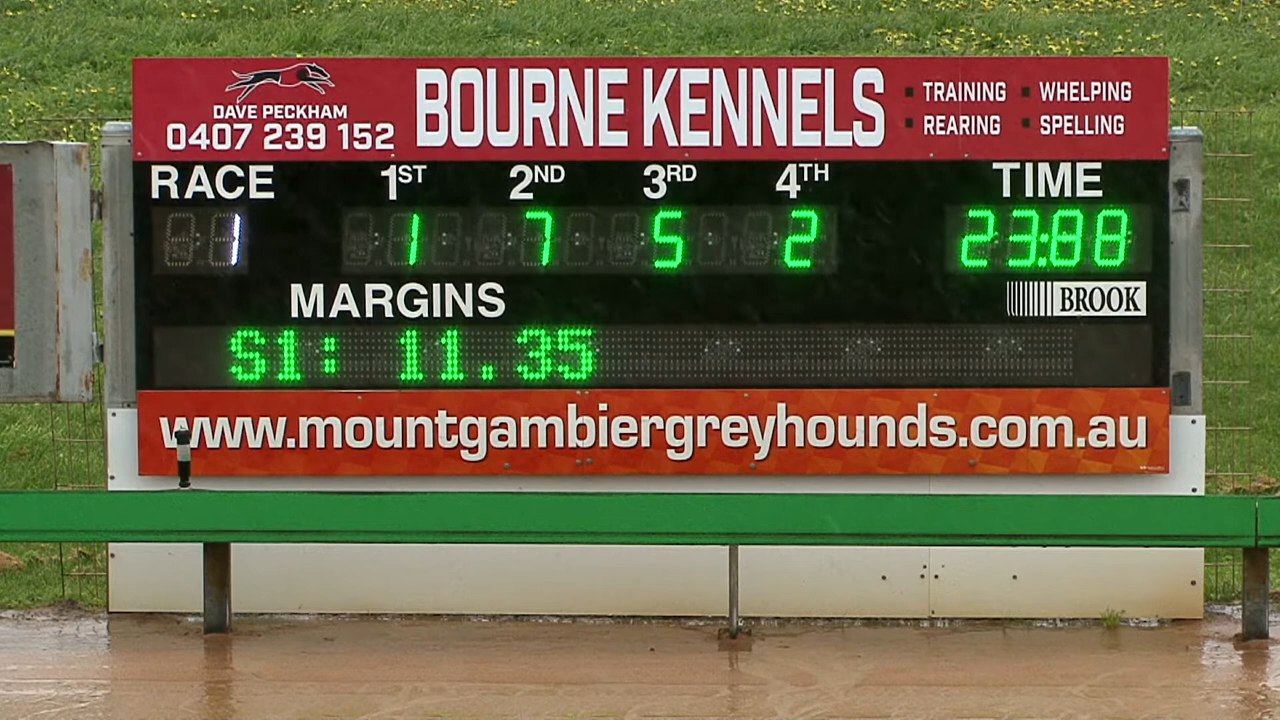 DAVE PECKHAM
0407 239 152
BOURNE KENNELS
TRAINING WHELPING
REARING SPELLING
RACE 1ST 2ND 3RD 4TH TIME
1 1 7 5 2 23:88
MARGINS
BROOK
S1: 11.35
www.mountgambiergreyhounds.com.au